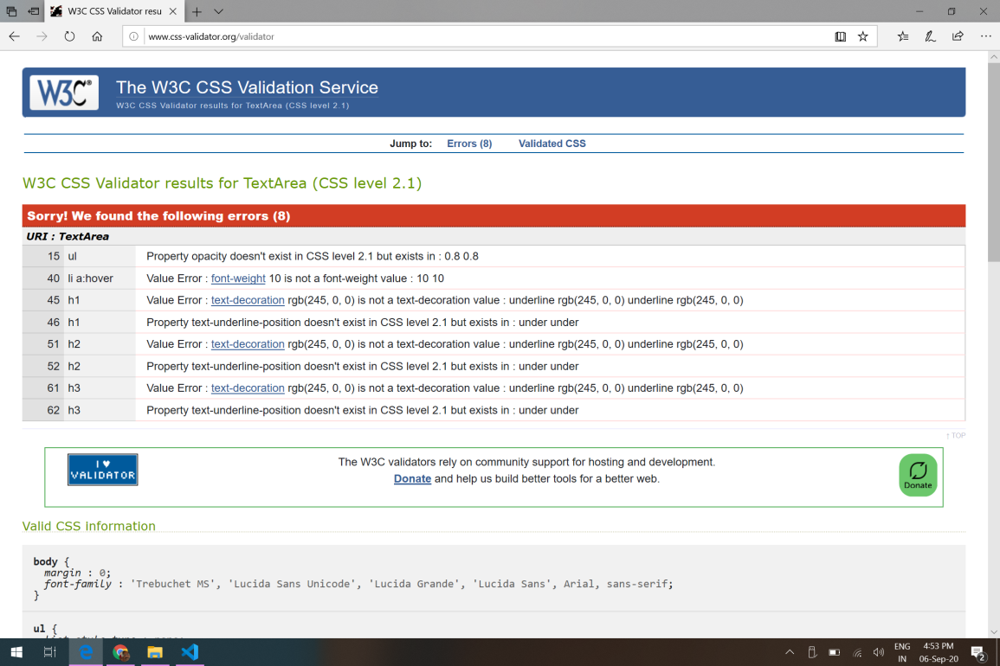 W3C CSS Validator resu
www.css-validator.org/validator
W3C®
The W3C CSS Validation Service
W3C CSS Validator results for TextArea (CSS level 2.1)
Jump to: Errors (8) Validated CSS
W3C CSS Validator results for TextArea (CSS level 2.1)
Sorry! We found the following errors (8)
URI : TextArea
15 ul Property opacity doesn't exist in CSS level 2.1 but exists in : 0.8 0.8
40 li a:hover Value Error : font-weight 10 is not a font-weight value : 10 10
45 h1 Value Error : text-decoration rgb(245, 0, 0) is not a text-decoration value : underline rgb(245, 0, 0) underline rgb(245, 0, 0)
46 h1 Property text-underline-position doesn't exist in CSS level 2.1 but exists in : under under
51 h2 Value Error : text-decoration rgb(245, 0, 0) is not a text-decoration value : underline rgb(245, 0, 0) underline rgb(245, 0, 0)
52 h2 Property text-underline-position doesn't exist in CSS level 2.1 but exists in : under under
61 h3 Value Error : text-decoration rgb(245, 0, 0) is not a text-decoration value : underline rgb(245, 0, 0) underline rgb(245, 0, 0)
62 h3 Property text-underline-position doesn't exist in CSS level 2.1 but exists in : under under
↑ TOP
I ♥
VALIDATOR
The W3C validators rely on community support for hosting and development.
Donate and help us build better tools for a better web.
Donate
Valid CSS information
body {
margin : 0;
font-family : 'Trebuchet MS', 'Lucida Sans Unicode', 'Lucida Grande', 'Lucida Sans', Arial, sans-serif;
}
ul {
ENG
IN
4:53 PM
06-Sep-20
2